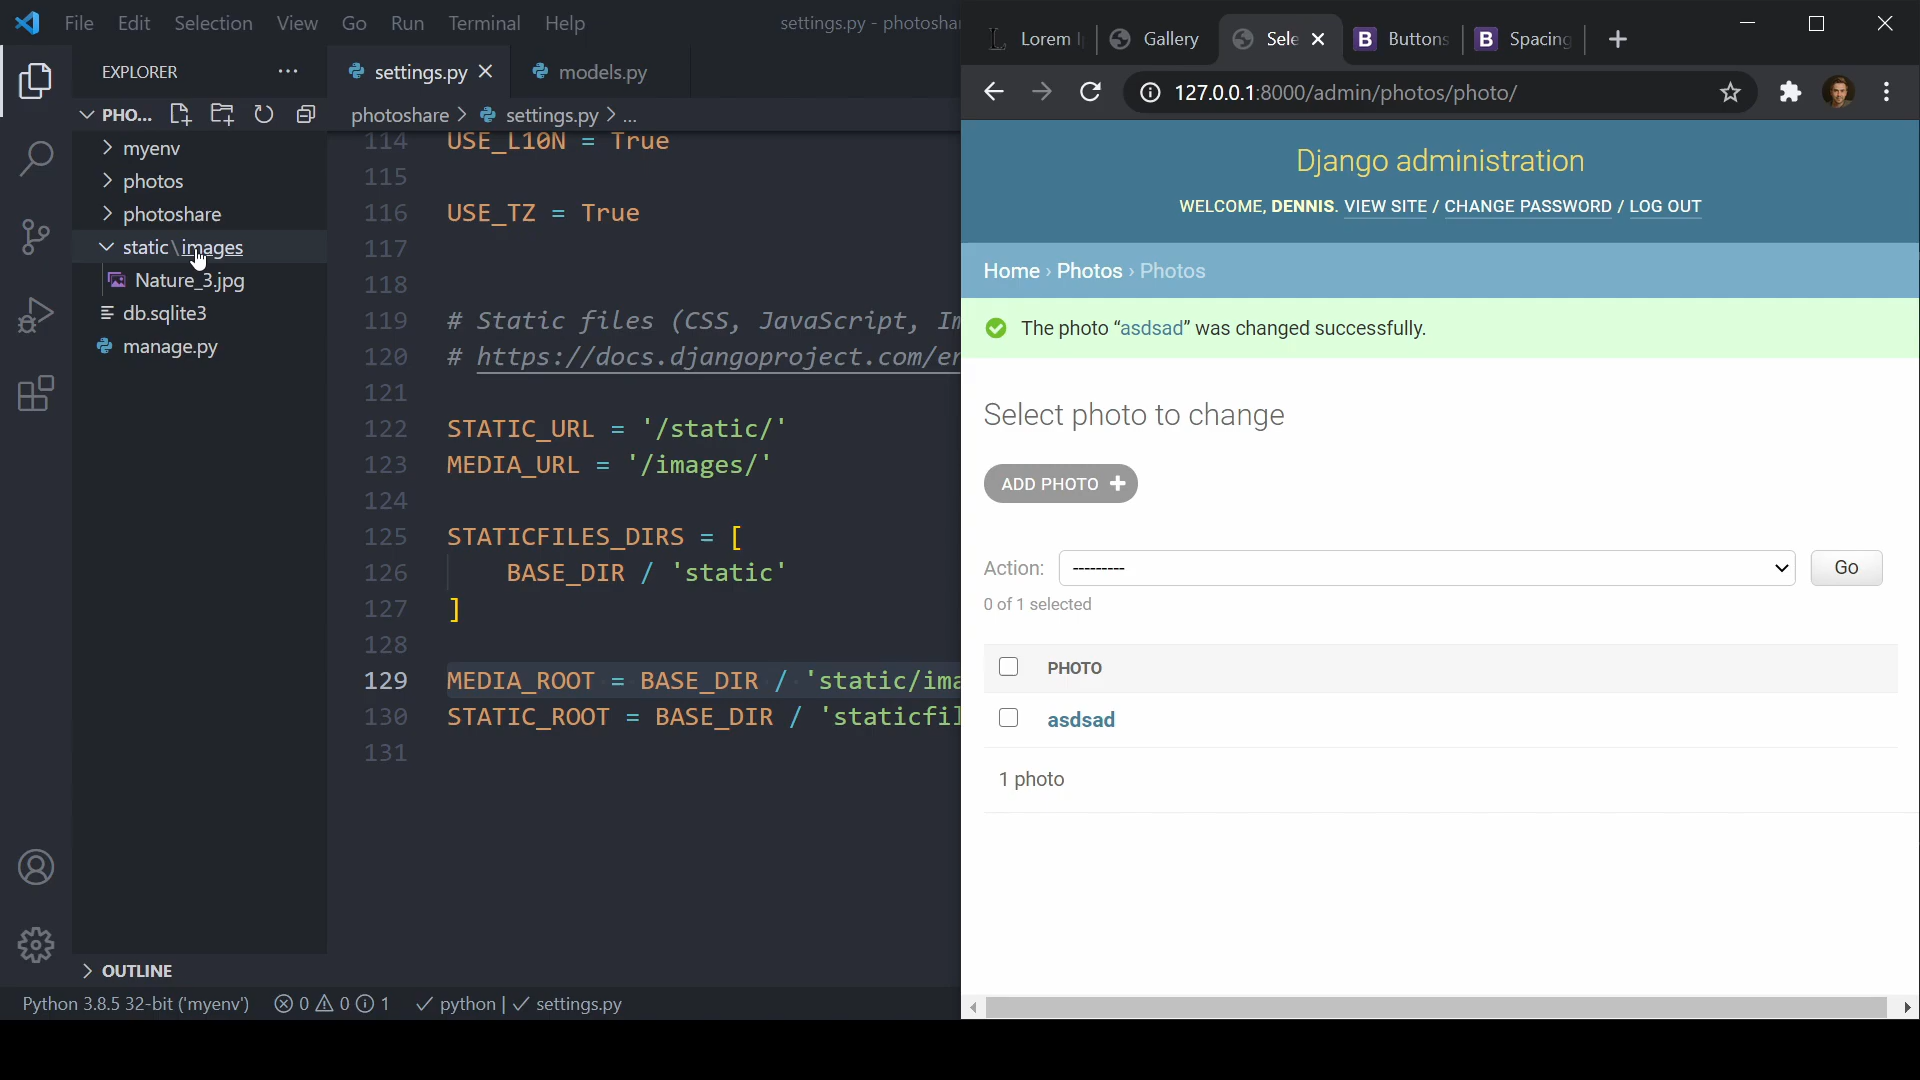 File Edit Selection View Go Run Terminal Help
settings.py - photosha
EXPLORER
PHO...
myenv
photos
photoshare
static\images
Nature_3.jpg
db.sqlite3
manage.py
OUTLINE
settings.py
models.py
photoshare > settings.py > ...
114 USE_L10N = True
115
116 USE_TZ = True
117
118
119 # Static files (CSS, JavaScript, Im
120 # https://docs.djangoproject.com/en
121
122 STATIC_URL = '/static/'
123 MEDIA_URL = '/images/'
124
125 STATICFILES_DIRS = [
126 BASE_DIR / 'static'
127 ]
128
129 MEDIA_ROOT = BASE_DIR / 'static/ima
130 STATIC_ROOT = BASE_DIR / 'staticfil
131
Python 3.8.5 32-bit ('myenv') 0 0 1 python | settings.py
Lorem I Gallery Sele Buttons Spacing
127.0.0.1:8000/admin/photos/photo/
Django administration
WELCOME, DENNIS. VIEW SITE / CHANGE PASSWORD / LOG OUT
Home › Photos › Photos
The photo “asdsad” was changed successfully.
Select photo to change
ADD PHOTO +
Action: --------- Go
0 of 1 selected
PHOTO
asdsad
1 photo